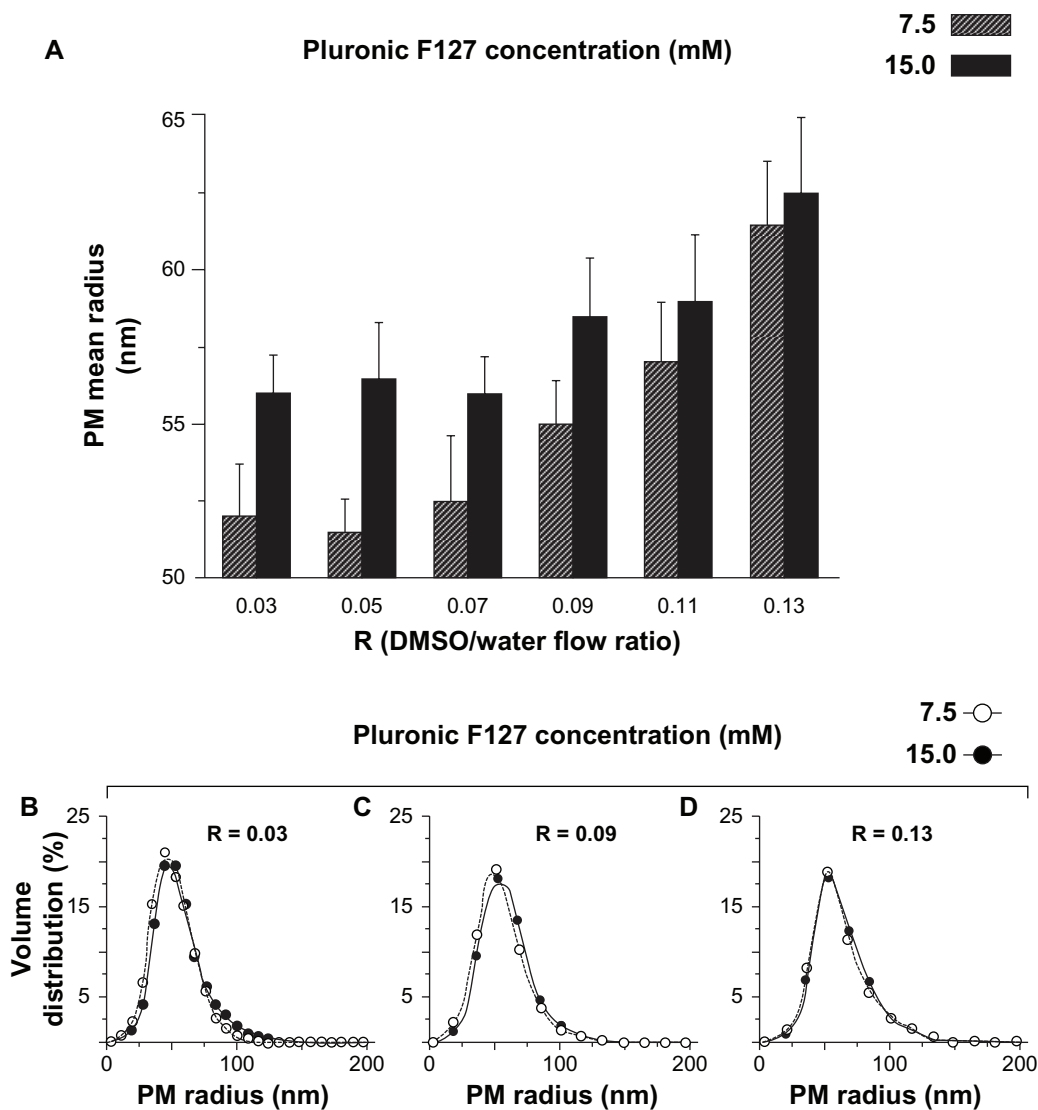 A
Pluronic F127 concentration (mM)
7.5
15.0
65
60
55
50
PM mean radius
(nm)
0.03 0.05 0.07 0.09 0.11 0.13
R (DMSO/water flow ratio)
Pluronic F127 concentration (mM)
7.5
15.0
B
25
15
5
0 100 200
R = 0.03
Volume
distribution (%)
PM radius (nm)
C
25
15
5
0 100 200
R = 0.09
PM radius (nm)
D
25
15
5
0 100 200
R = 0.13
PM radius (nm)